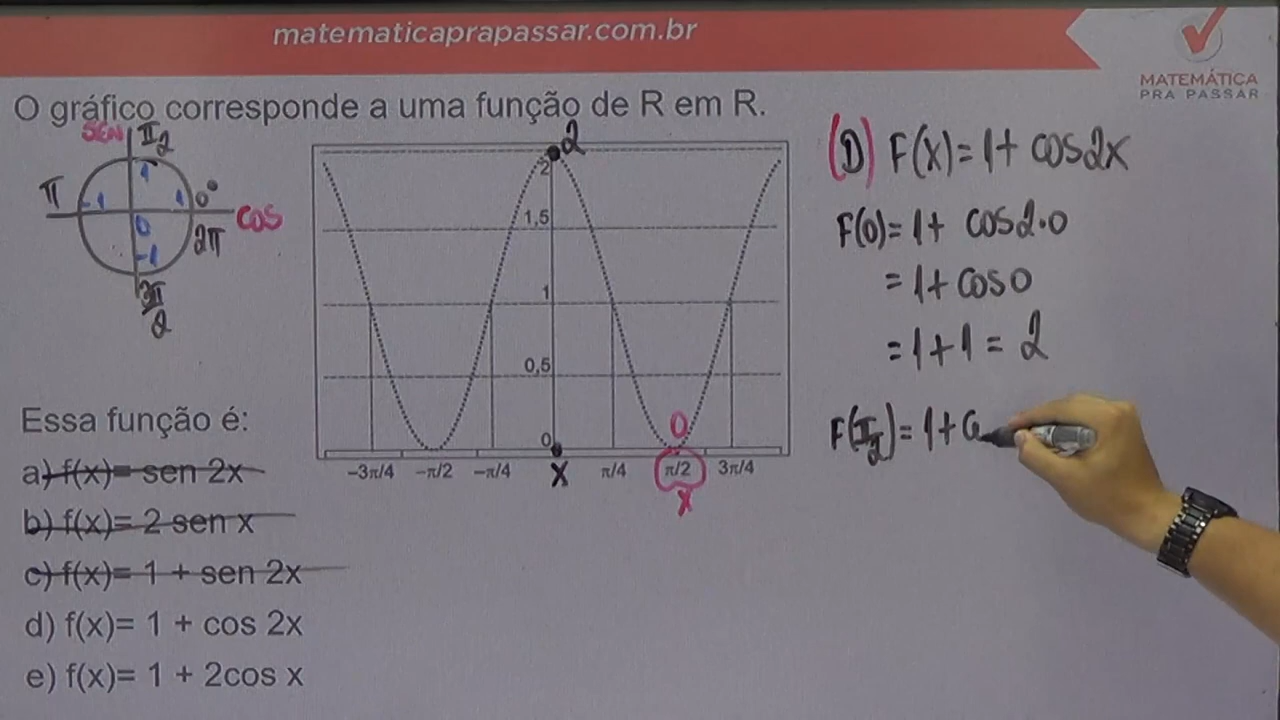 matematicaprapassar.com.br
MATEMÁTICA
PRA PASSAR
O gráfico corresponde a uma função de R em R.
SEN π/2
1
π -1 1 0°
COS
0
2π
-1
3π/2
2
2
1,5
1
0,5
0
0
-3π/4 -π/2 -π/4 X π/4 π/2 3π/4
X
Essa função é:
a) f(x)= sen 2x
b) f(x)= 2 sen x
c) f(x)= 1 + sen 2x
d) f(x)= 1 + cos 2x
e) f(x)= 1 + 2cos x
(D) F(X)= 1+ COS2X
F(0)= 1+ COS2·0
= 1+ COS0
= 1+1 = 2
F(π/2)= 1+C